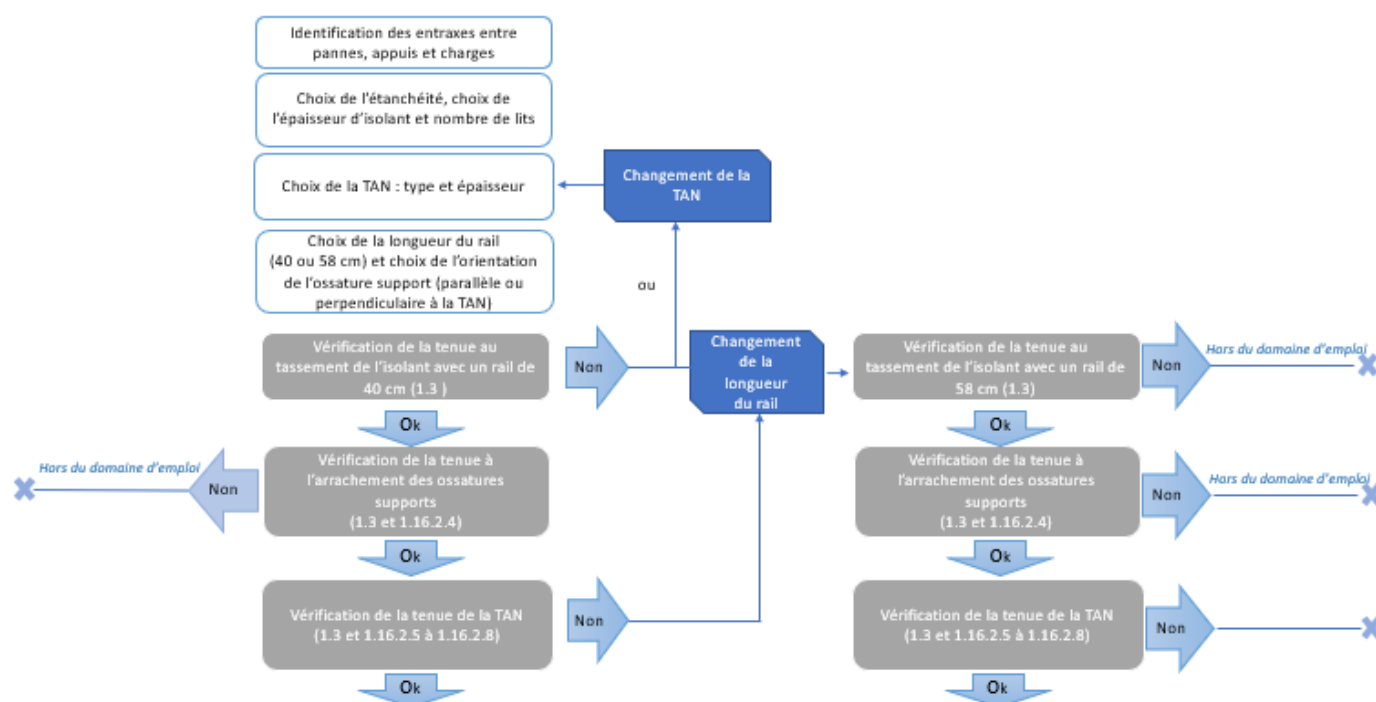 Identification des entraxes entre
pannes, appuis et charges
Choix de l'étanchéité, choix de
l'épaisseur d'isolant et nombre de lits
Choix de la TAN : type et épaisseur
Changement de la
TAN
Choix de la longueur du rail
(40 ou 58 cm) et choix de l'orientation
de l'ossature support (parallèle ou
perpendiculaire à la TAN)
ou
Vérification de la tenue au
tassement de l'isolant avec un rail de
40 cm (1.3 )
Non
Changement
de la
longueur
du rail
Vérification de la tenue au
tassement de l'isolant avec un rail de
58 cm (1.3)
Non
Hors du domaine d'emploi
Ok
Ok
Hors du domaine d'emploi
Non
Vérification de la tenue à
l'arrachement des ossatures
supports
(1.3 et 1.16.2.4)
Vérification de la tenue à
l'arrachement des ossatures
supports
(1.3 et 1.16.2.4)
Non
Hors du domaine d'emploi
Ok
Ok
Vérification de la tenue de la TAN
(1.3 et 1.16.2.5 à 1.16.2.8)
Non
Vérification de la tenue de la TAN
(1.3 et 1.16.2.5 à 1.16.2.8)
Non
Ok
Ok